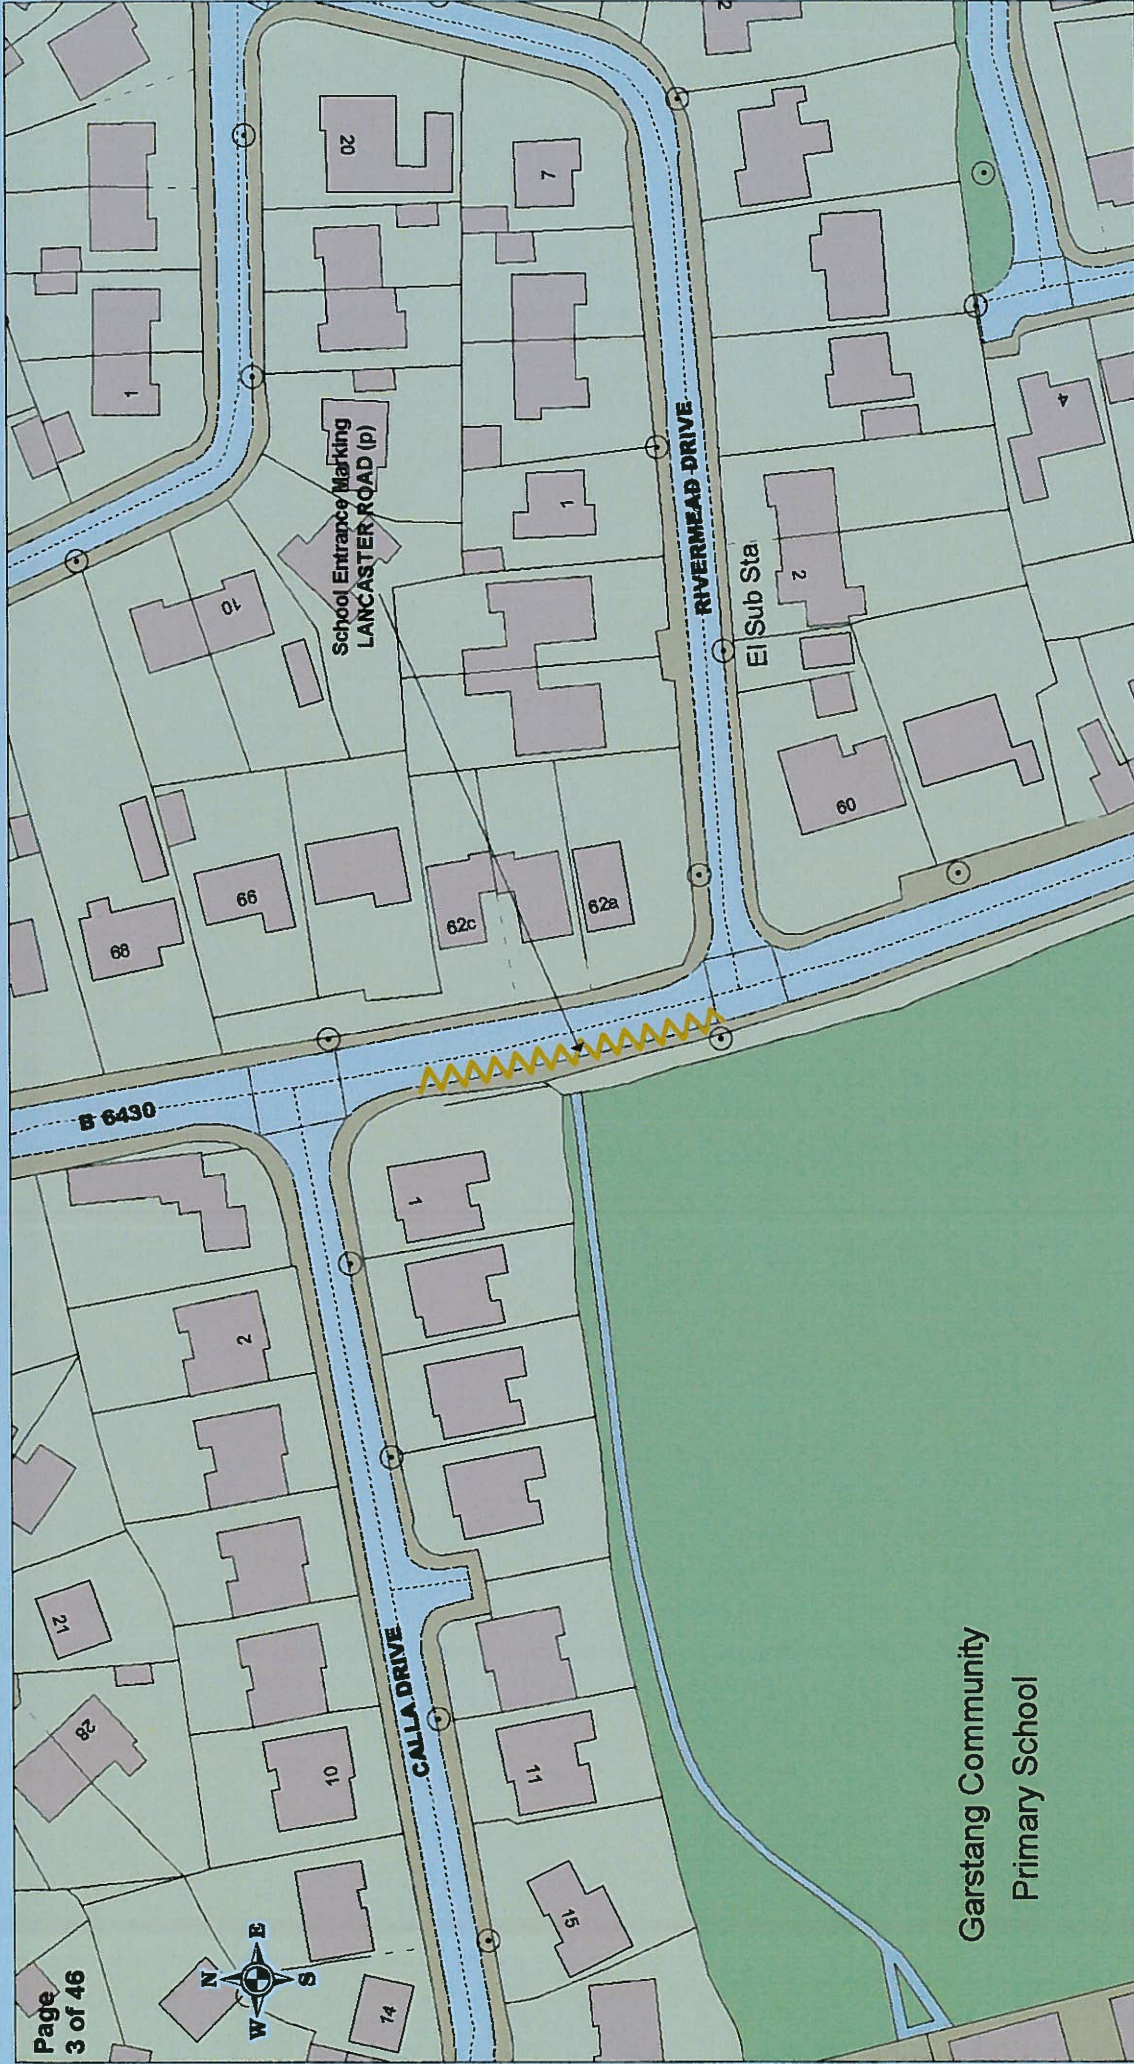 Page
3 of 46
N
W
E
S
28
21
14
10
2
CALLA DRIVE
15
11
1
B 6430
68
66
62c
62a
10
School Entrance Marking
LANCASTER ROAD (p)
1
20
7
1
RIVERMEAD DRIVE
El Sub Sta
60
2
4
2
Garstang Community
Primary School